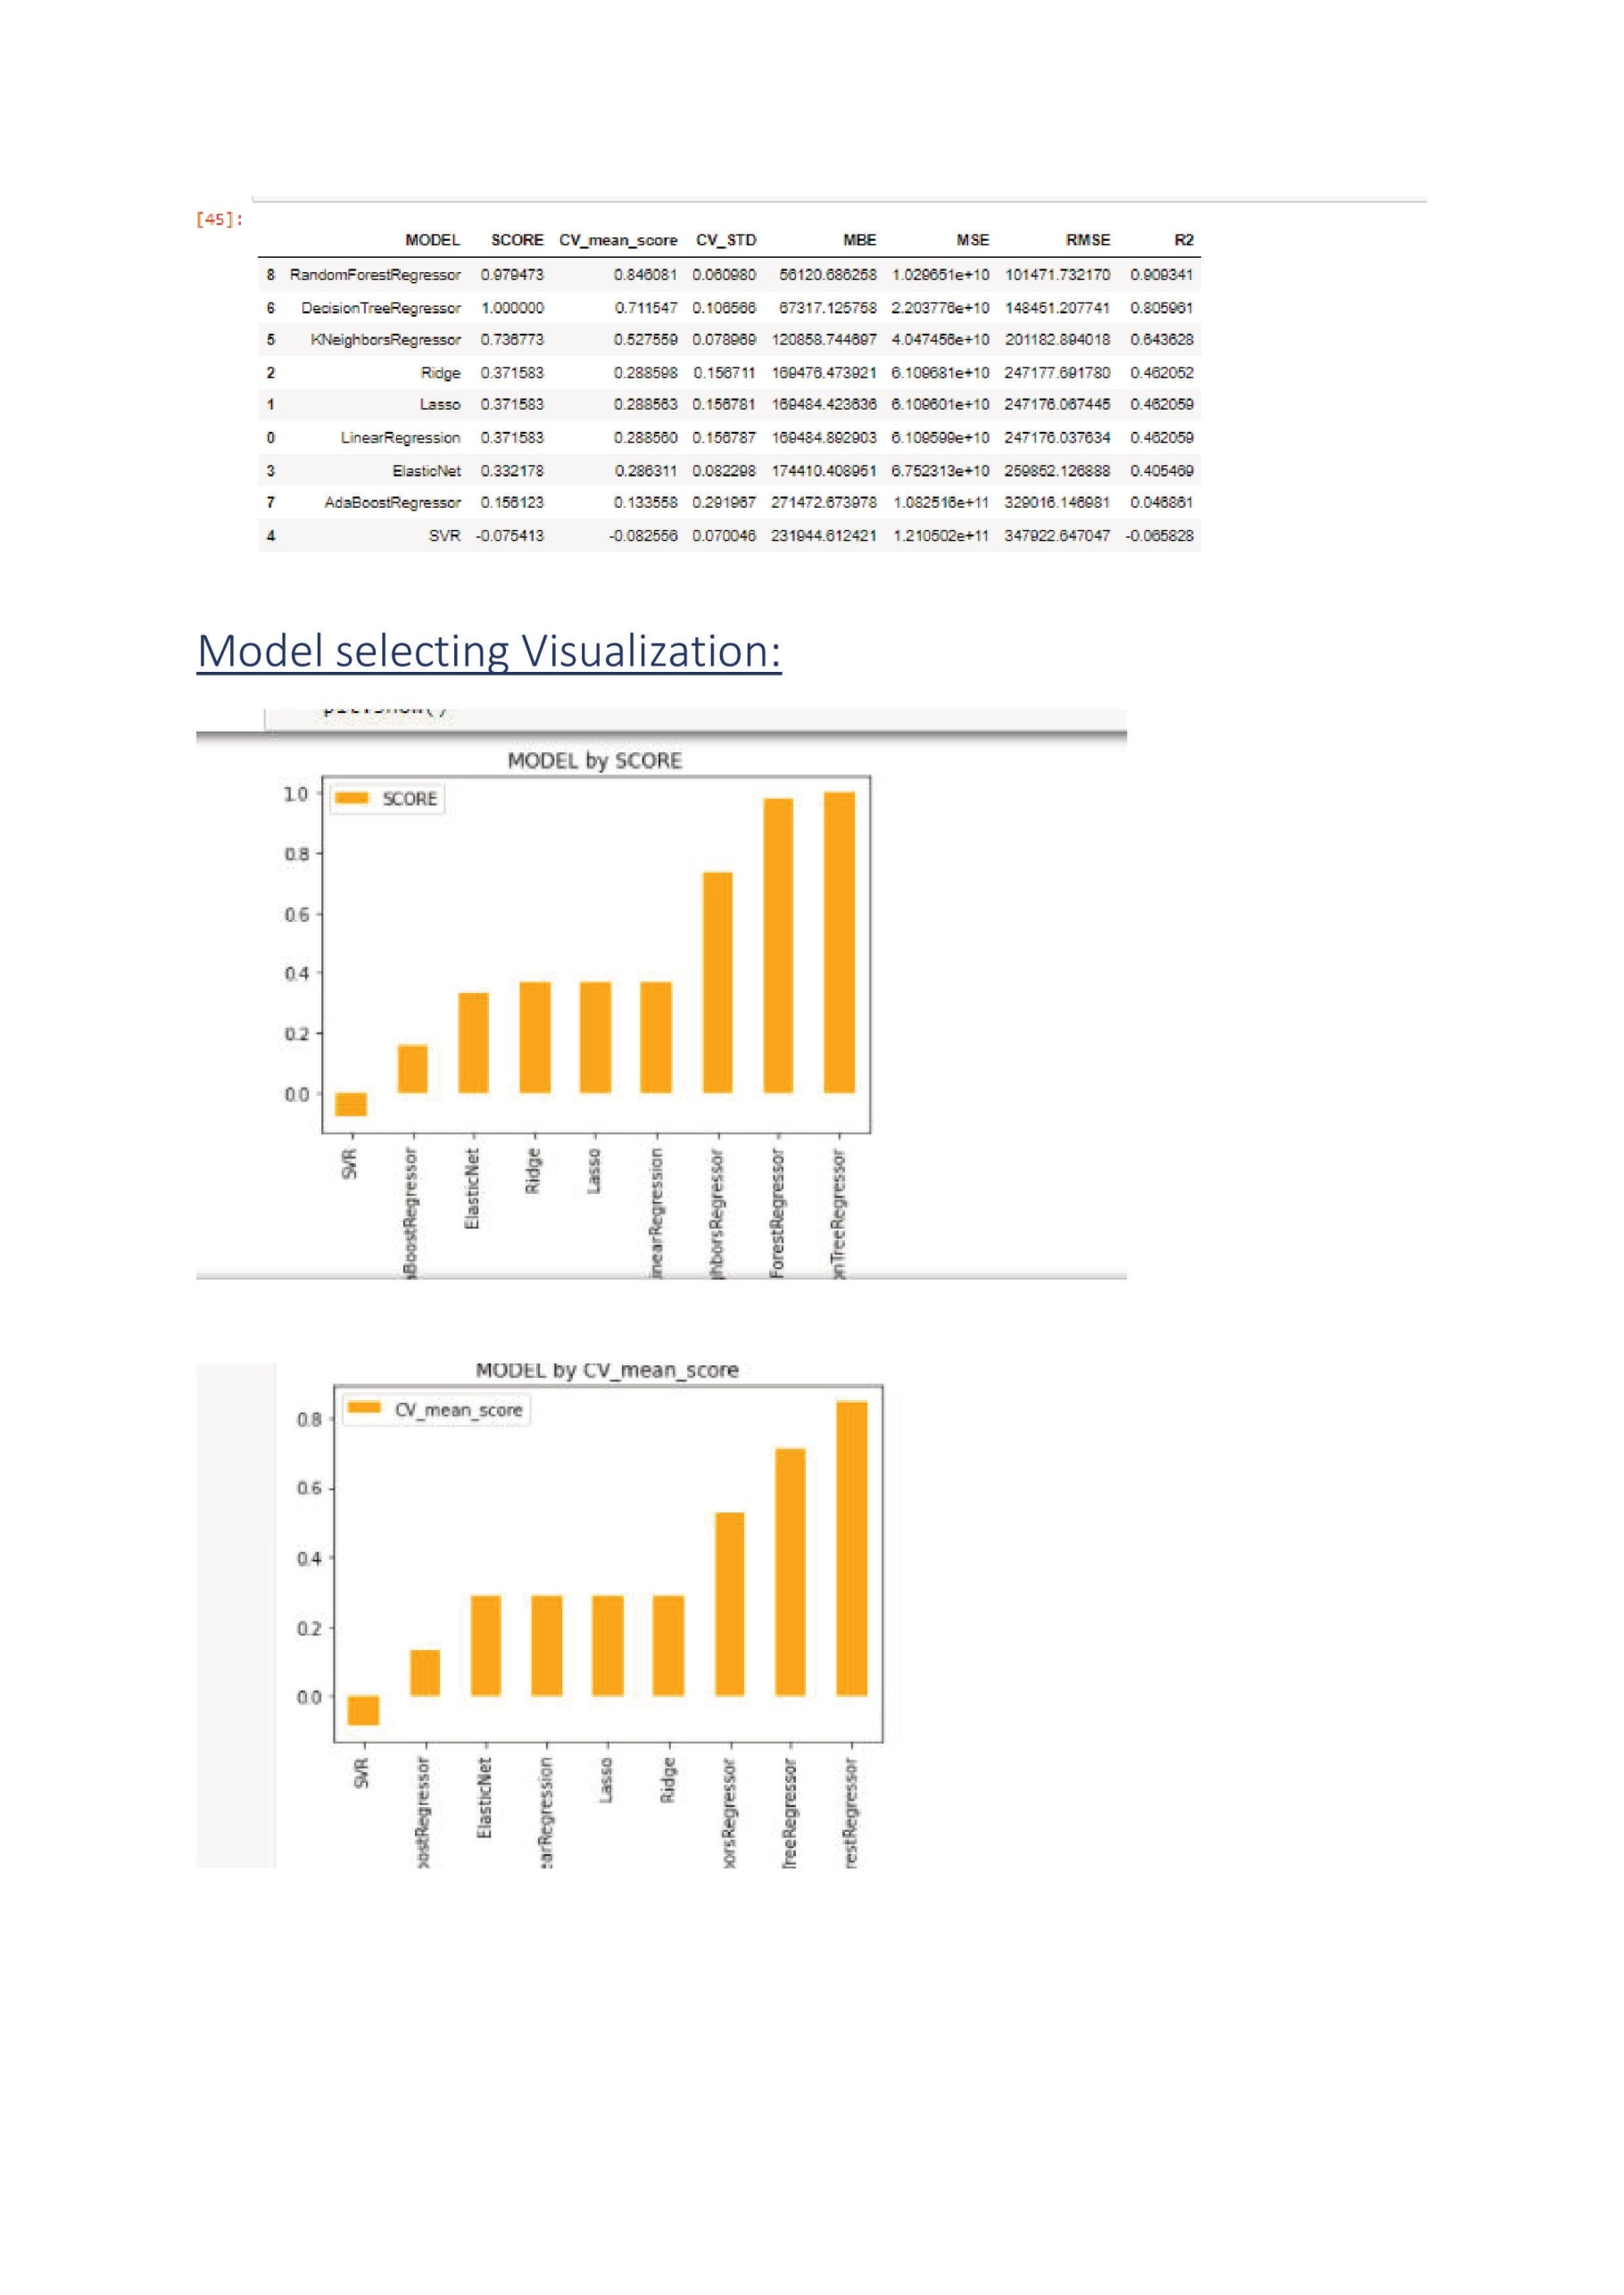 [45]:
MODEL SCORE CV_mean_score CV_STD MBE MSE RMSE R2
8 RandomForestRegressor 0.979473 0.846081 0.060980 56120.686258 1.029651e+10 101471.732170 0.909341
6 DecisionTreeRegressor 1.000000 0.711547 0.106566 67317.125758 2.203776e+10 148451.207741 0.805961
5 KNeighborsRegressor 0.736773 0.527559 0.078969 120858.744697 4.047456e+10 201182.894018 0.643628
2 Ridge 0.371583 0.288598 0.156711 169476.473921 6.109681e+10 247177.691780 0.462052
1 Lasso 0.371583 0.288563 0.156781 169484.423636 6.109601e+10 247176.067445 0.462059
0 LinearRegression 0.371583 0.288560 0.156787 169484.892903 6.109599e+10 247176.037634 0.462059
3 ElasticNet 0.332178 0.286311 0.082298 174410.408951 6.752313e+10 259852.126888 0.405469
7 AdaBoostRegressor 0.156123 0.133558 0.291967 271472.673978 1.082516e+11 329016.146981 0.046861
4 SVR -0.075413 -0.082556 0.070046 231944.612421 1.210502e+11 347922.647047 -0.065828
Model selecting Visualization:
MODEL by SCORE
SCORE
1.0
0.8
0.6
0.4
0.2
0.0
SVR
aBoostRegressor
ElasticNet
Ridge
Lasso
inearRegression
ghborsRegressor
ForestRegressor
onTreeRegressor
MODEL by CV_mean_score
CV_mean_score
0.8
0.6
0.4
0.2
0.0
SVR
oostRegressor
ElasticNet
earRegression
Lasso
Ridge
orsRegressor
TreeRegressor
restRegressor